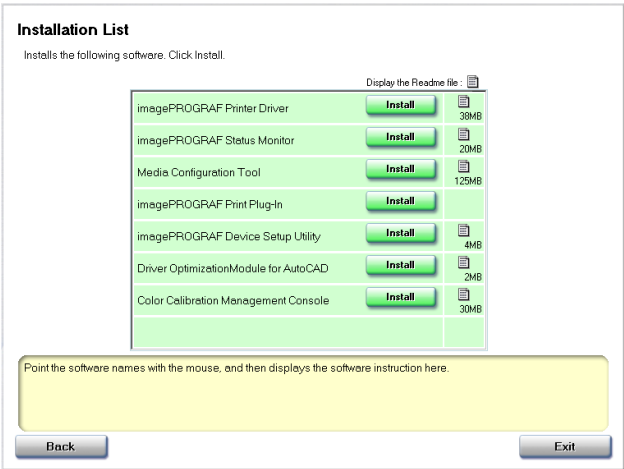 Installation List
Installs the following software. Click Install.
Display the Readme file :
imagePROGRAF Printer Driver Install 38MB
imagePROGRAF Status Monitor Install 20MB
Media Configuration Tool Install 125MB
imagePROGRAF Print Plug-In Install
imagePROGRAF Device Setup Utility Install 4MB
Driver OptimizationModule for AutoCAD Install 2MB
Color Calibration Management Console Install 30MB
Point the software names with the mouse, and then displays the software instruction here.
Back Exit